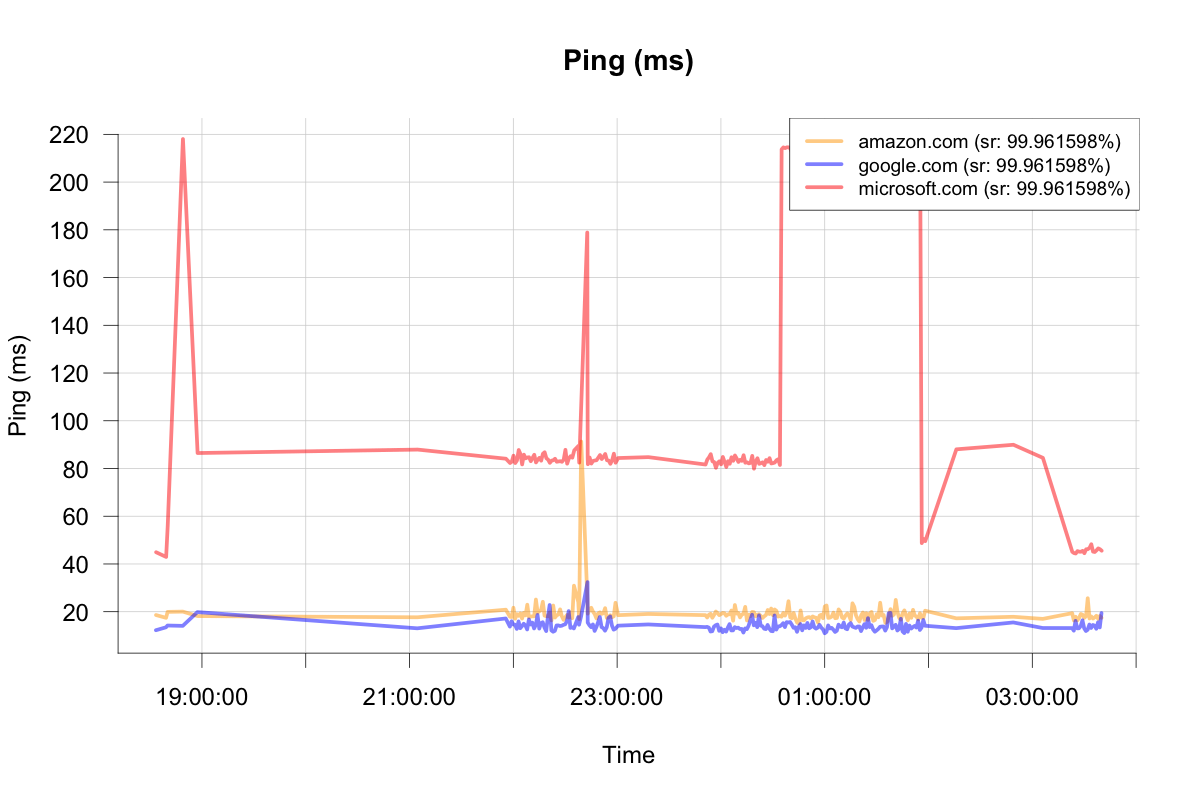 Ping (ms)
amazon.com (sr: 99.961598%)
google.com (sr: 99.961598%)
microsoft.com (sr: 99.961598%)
220
200
180
160
140
120
100
80
60
40
20
Ping (ms)
19:00:00 21:00:00 23:00:00 01:00:00 03:00:00
Time